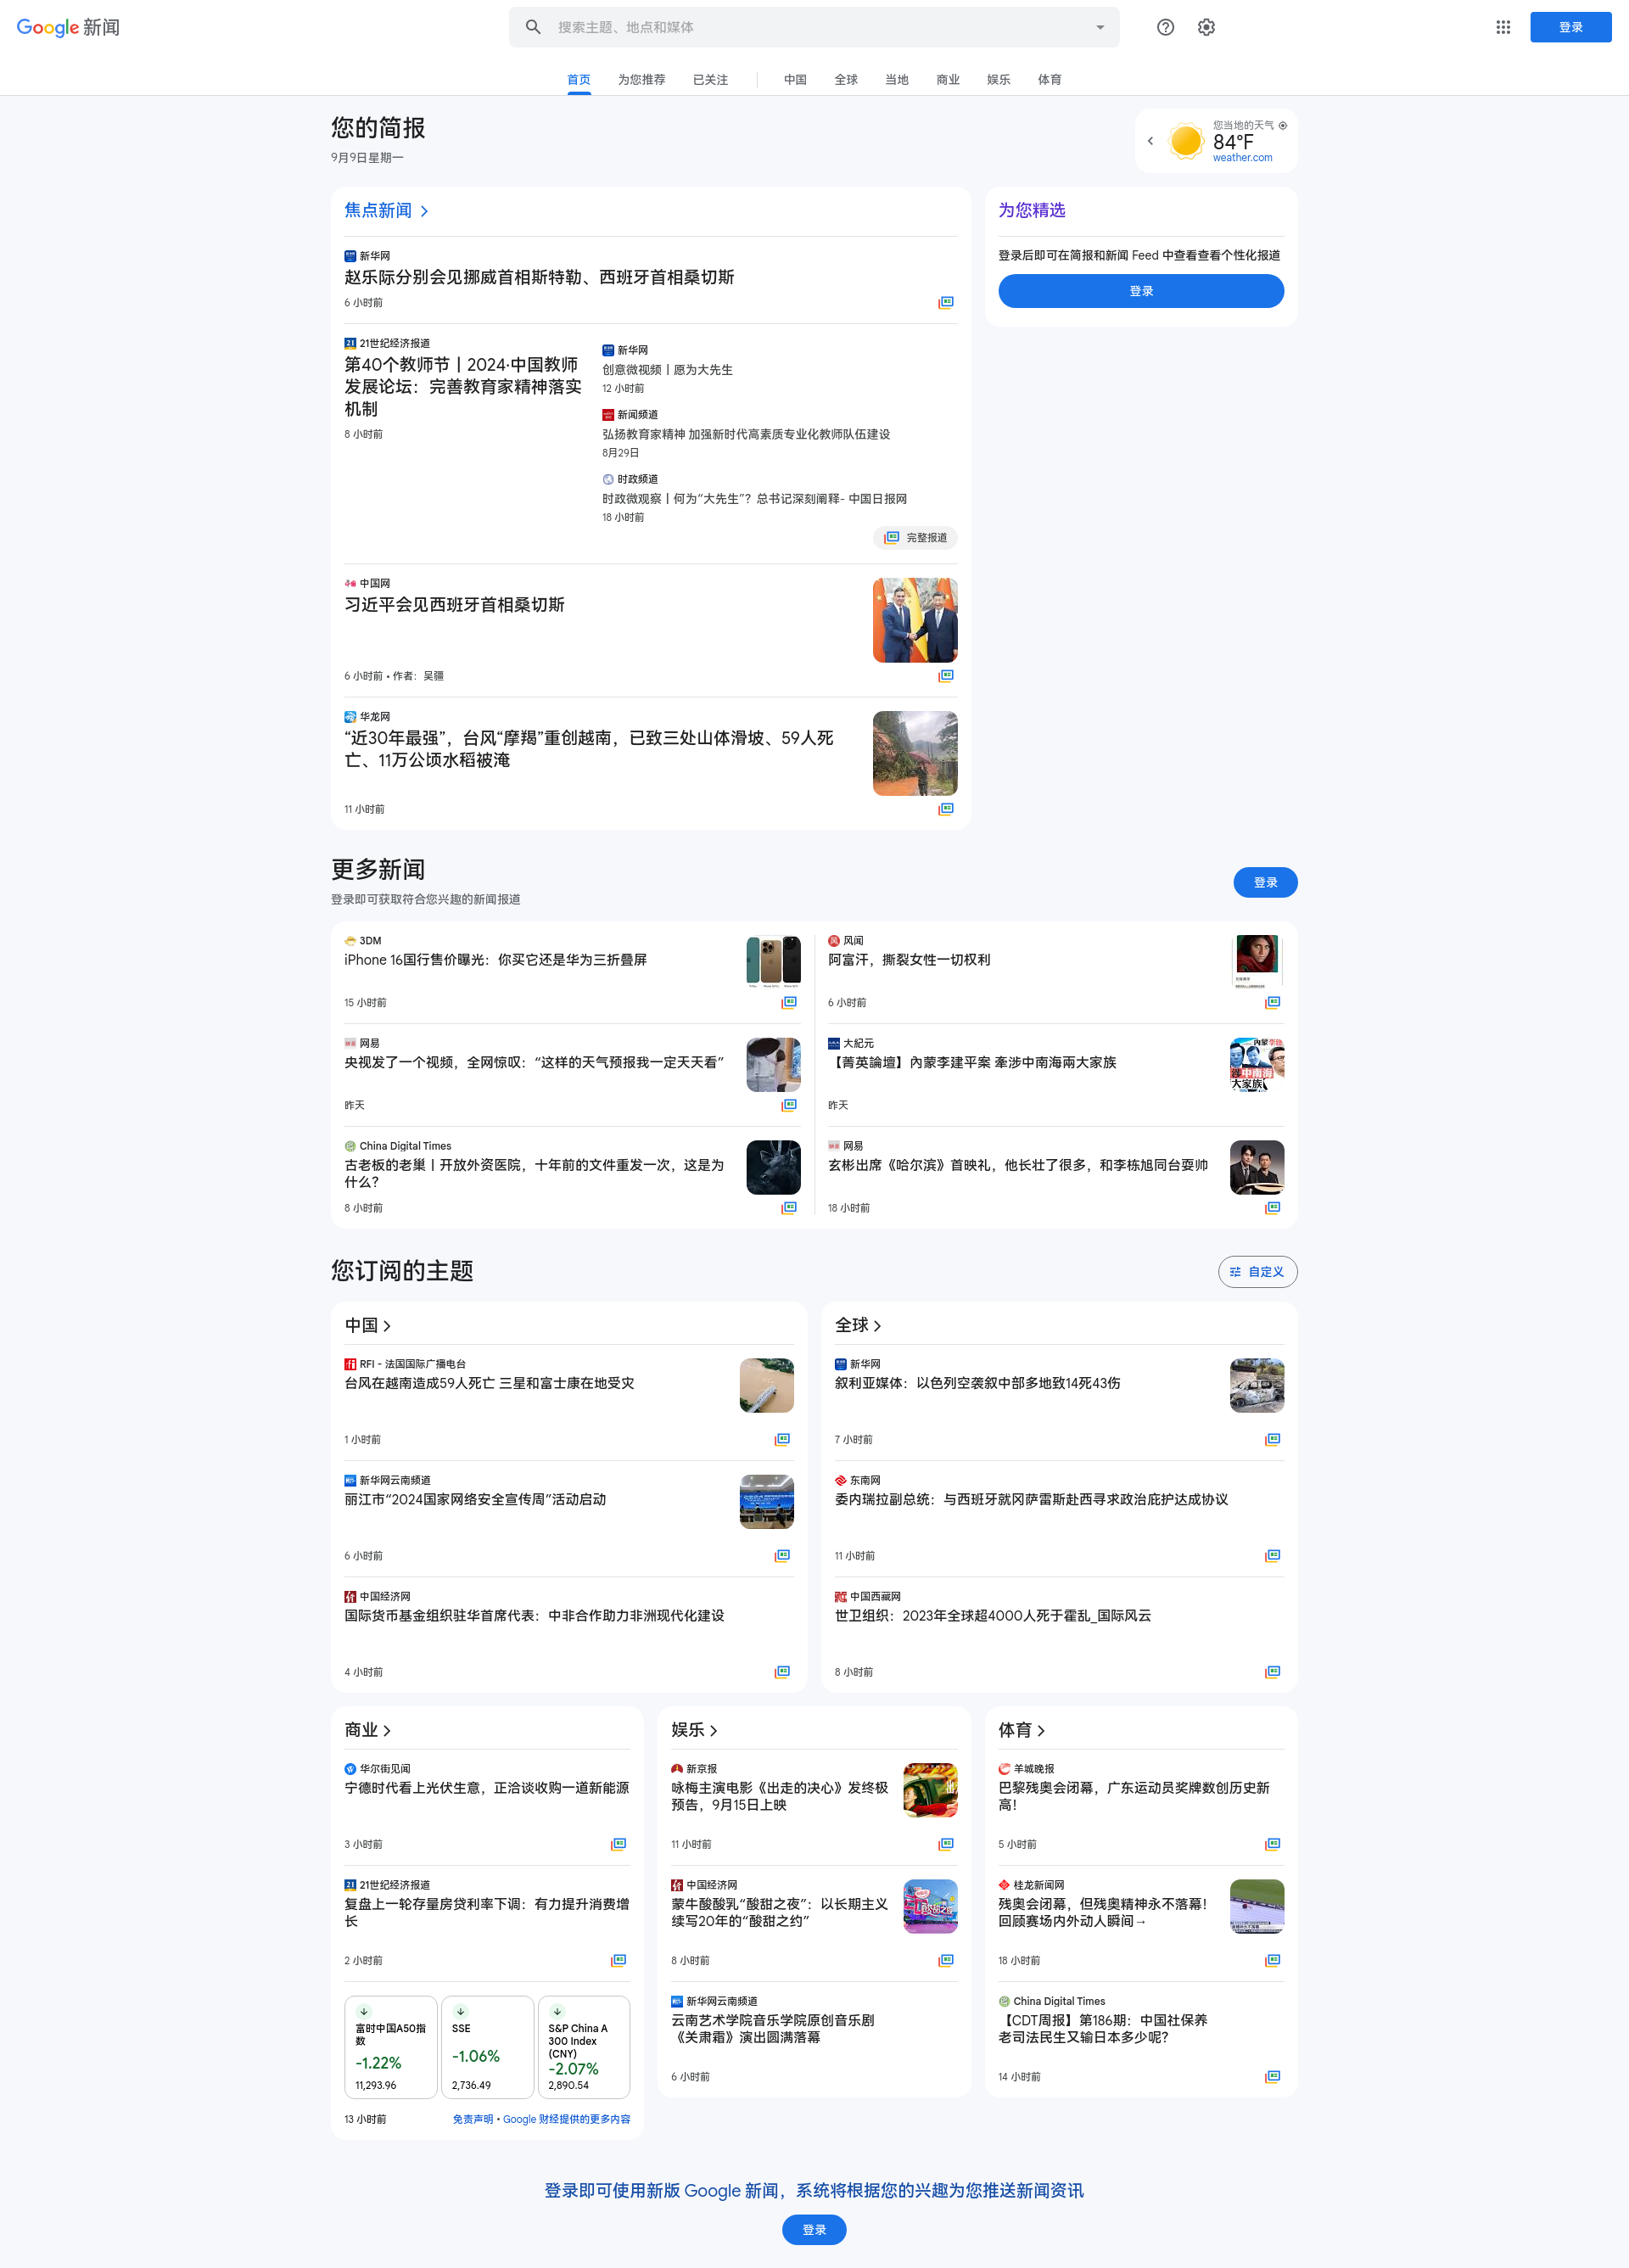 Google 新闻
搜索主题、地点和媒体
登录
首页
为您推荐
已关注
中国
全球
当地
商业
娱乐
体育
您的简报
9月9日星期一
您当地的天气
84°F
weather.com
焦点新闻
新华网
赵乐际分别会见挪威首相斯特勒、西班牙首相桑切斯
6 小时前
21世纪经济报道
第40个教师节丨2024·中国教师
发展论坛：完善教育家精神落实
机制
8 小时前
新华网
创意微视频丨愿为大先生
12 小时前
新闻频道
弘扬教育家精神 加强新时代高素质专业化教师队伍建设
8月29日
时政频道
时政微观察丨何为“大先生”？总书记深刻阐释- 中国日报网
18 小时前
完整报道
中国网
习近平会见西班牙首相桑切斯
6 小时前 • 作者：吴疆
华龙网
“近30年最强”，台风“摩羯”重创越南，已致三处山体滑坡、59人死
亡、11万公顷水稻被淹
11 小时前
为您精选
登录后即可在简报和新闻 Feed 中查看查看个性化报道
登录
更多新闻
登录即可获取符合您兴趣的新闻报道
登录
3DM
iPhone 16国行售价曝光：你买它还是华为三折叠屏
15 小时前
网易
央视发了一个视频，全网惊叹：“这样的天气预报我一定天天看”
昨天
China Digital Times
古老板的老巢丨开放外资医院，十年前的文件重发一次，这是为
什么？
8 小时前
风闻
阿富汗，撕裂女性一切权利
6 小时前
大紀元
【菁英論壇】內蒙李建平案 牽涉中南海兩大家族
昨天
内蒙李建
涉中南海
大家族
网易
玄彬出席《哈尔滨》首映礼，他长壮了很多，和李栋旭同台耍帅
18 小时前
您订阅的主题
自定义
中国
RFI - 法国国际广播电台
台风在越南造成59人死亡 三星和富士康在地受灾
1 小时前
新华网云南频道
丽江市“2024国家网络安全宣传周”活动启动
6 小时前
中国经济网
国际货币基金组织驻华首席代表：中非合作助力非洲现代化建设
4 小时前
全球
新华网
叙利亚媒体：以色列空袭叙中部多地致14死43伤
7 小时前
东南网
委内瑞拉副总统：与西班牙就冈萨雷斯赴西寻求政治庇护达成协议
11 小时前
中国西藏网
世卫组织：2023年全球超4000人死于霍乱_国际风云
8 小时前
商业
华尔街见闻
宁德时代看上光伏生意，正洽谈收购一道新能源
3 小时前
21世纪经济报道
复盘上一轮存量房贷利率下调：有力提升消费增
长
2 小时前
富时中国A50指
数
-1.22%
11,293.96
SSE
-1.06%
2,736.49
S&P China A
300 Index
(CNY)
-2.07%
2,890.54
13 小时前
免责声明 • Google 财经提供的更多内容
娱乐
新京报
咏梅主演电影《出走的决心》发终极
预告，9月15日上映
11 小时前
中国经济网
蒙牛酸酸乳“酸甜之夜”：以长期主义
续写20年的“酸甜之约”
8 小时前
新华网云南频道
云南艺术学院音乐学院原创音乐剧
《关肃霜》演出圆满落幕
6 小时前
体育
羊城晚报
巴黎残奥会闭幕，广东运动员奖牌数创历史新
高！
5 小时前
桂龙新闻网
残奥会闭幕，但残奥精神永不落幕！
回顾赛场内外动人瞬间→
18 小时前
China Digital Times
【CDT周报】第186期：中国社保养
老司法民生又输日本多少呢？
14 小时前
登录即可使用新版 Google 新闻，系统将根据您的兴趣为您推送新闻资讯
登录